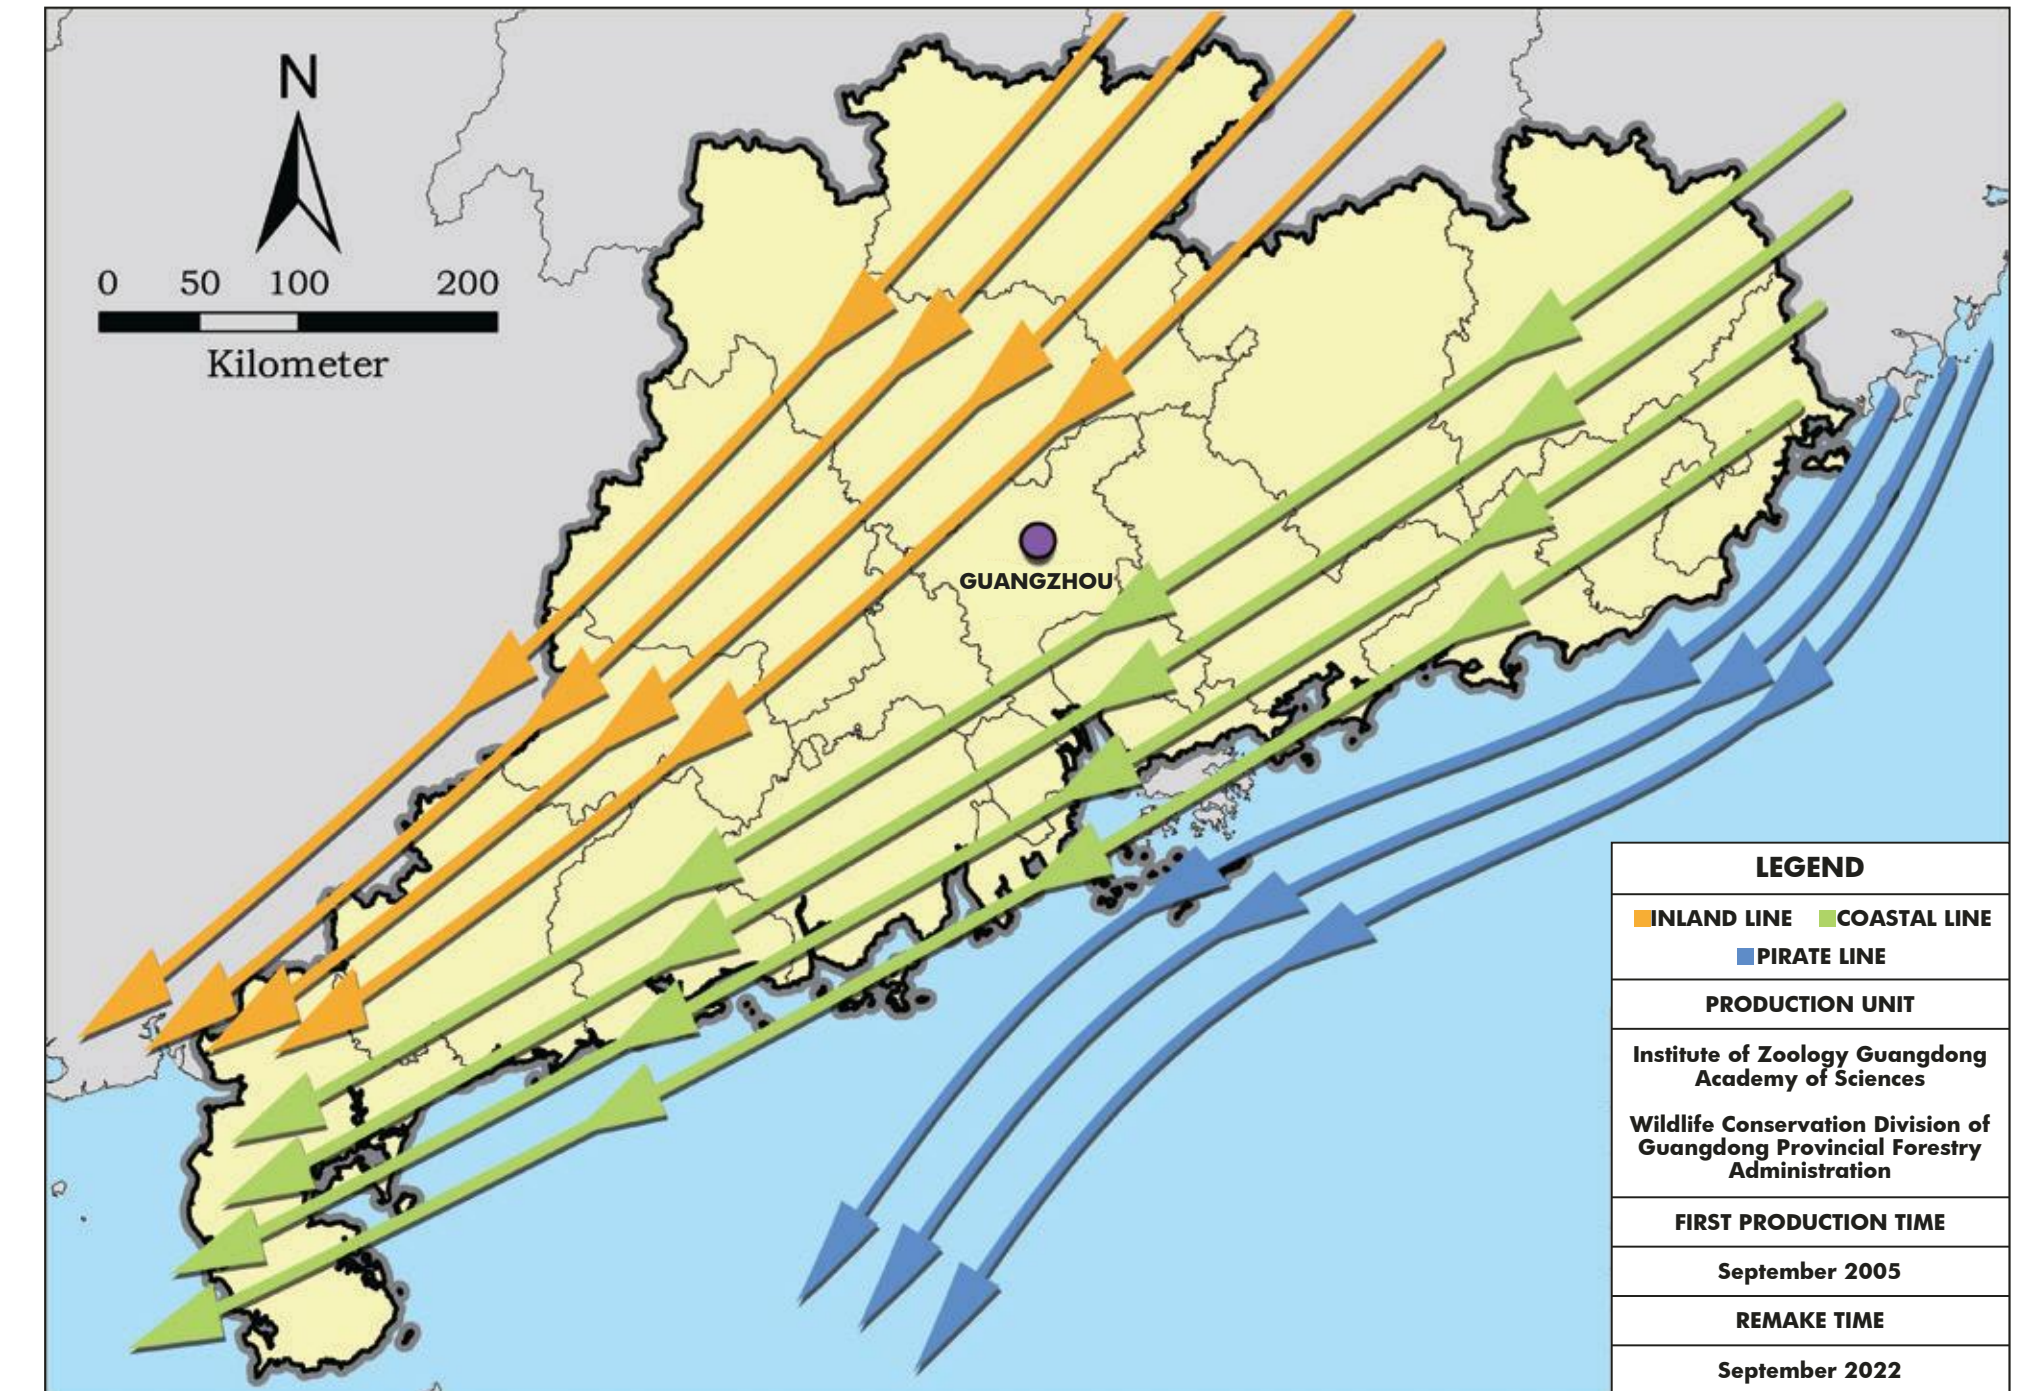 N
0 50 100 200
Kilometer
GUANGZHOU
LEGEND
INLAND LINE COASTAL LINE
PIRATE LINE
PRODUCTION UNIT
Institute of Zoology Guangdong
Academy of Sciences
Wildlife Conservation Division of
Guangdong Provincial Forestry
Administration
FIRST PRODUCTION TIME
September 2005
REMAKE TIME
September 2022